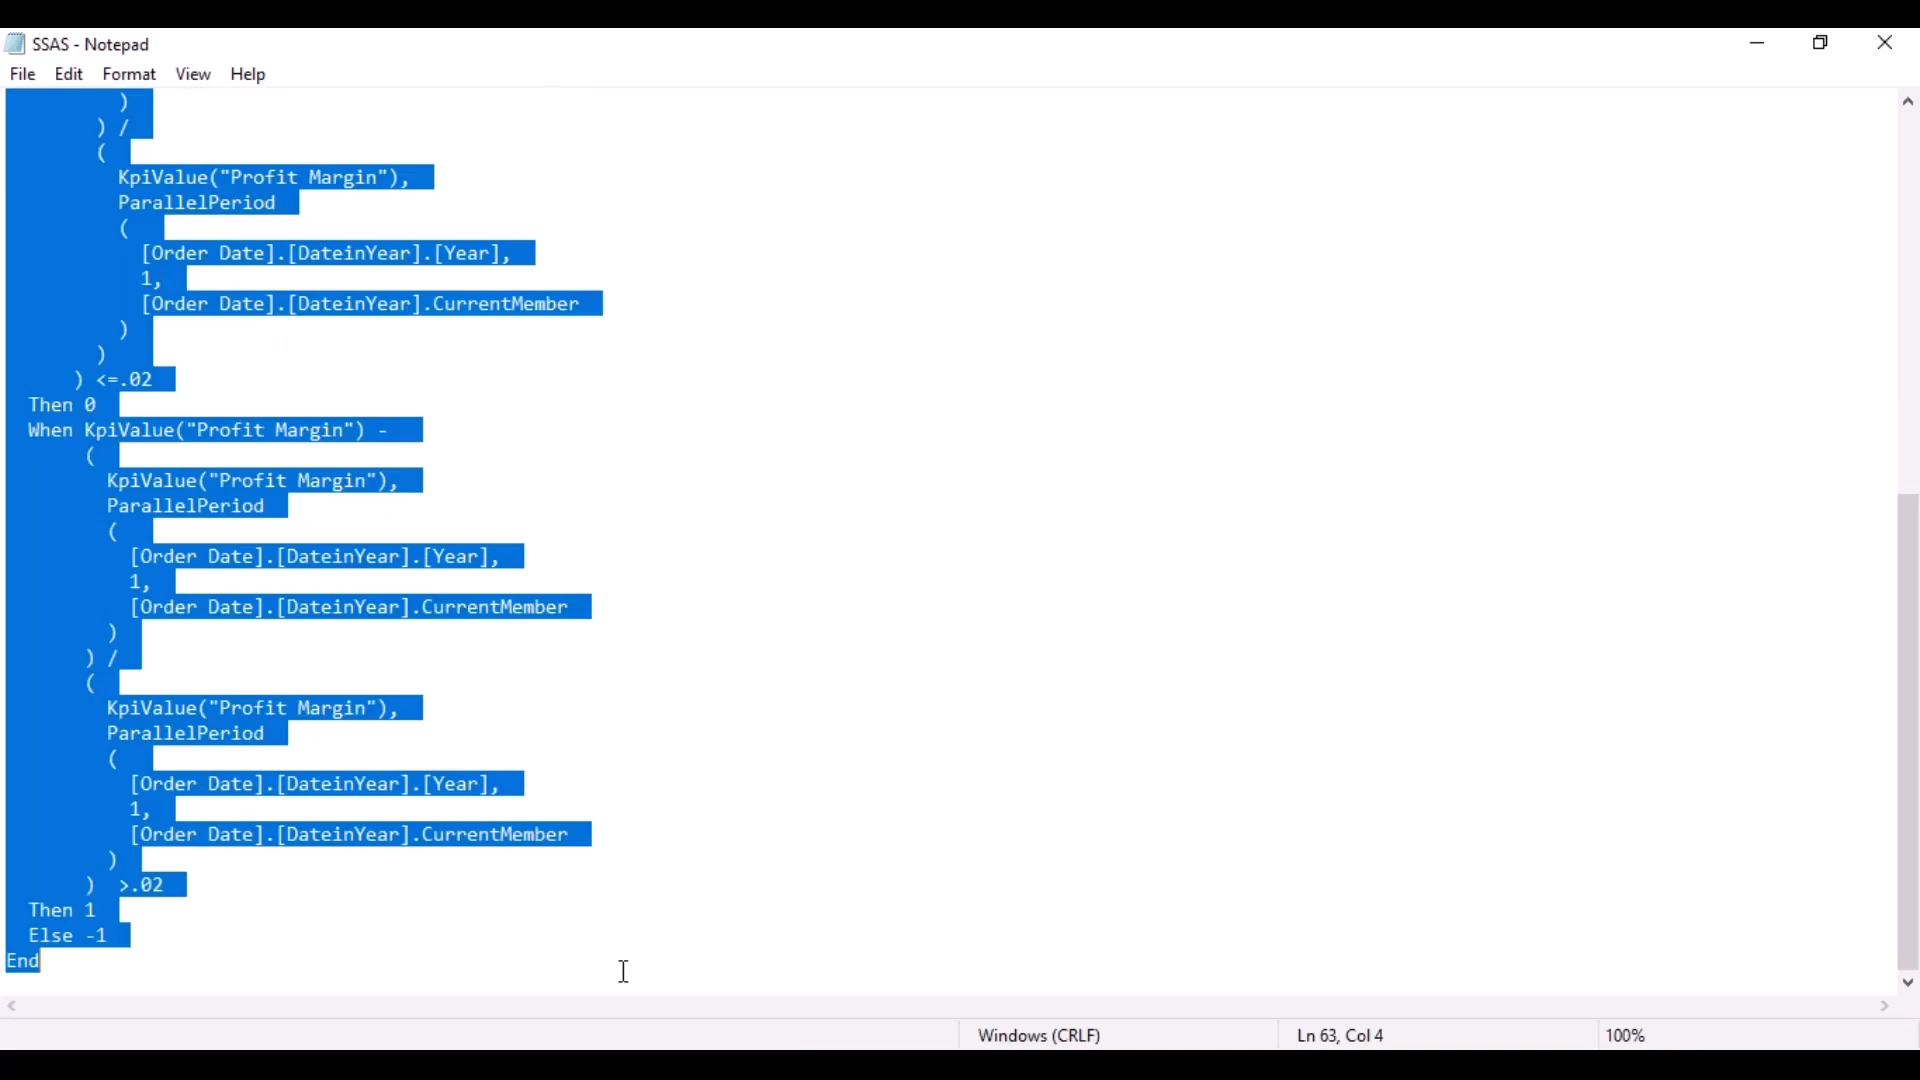 SSAS - Notepad
File Edit Format View Help
)
) /
(
KpiValue("Profit Margin"),
ParallelPeriod
(
[Order Date].[DateinYear].[Year],
1,
[Order Date].[DateinYear].CurrentMember
)
)
) <=.02
Then 0
When KpiValue("Profit Margin") -
(
KpiValue("Profit Margin"),
ParallelPeriod
(
[Order Date].[DateinYear].[Year],
1,
[Order Date].[DateinYear].CurrentMember
)
) /
(
KpiValue("Profit Margin"),
ParallelPeriod
(
[Order Date].[DateinYear].[Year],
1,
[Order Date].[DateinYear].CurrentMember
)
) >.02
Then 1
Else -1
End
Windows (CRLF) Ln 63, Col 4 100%